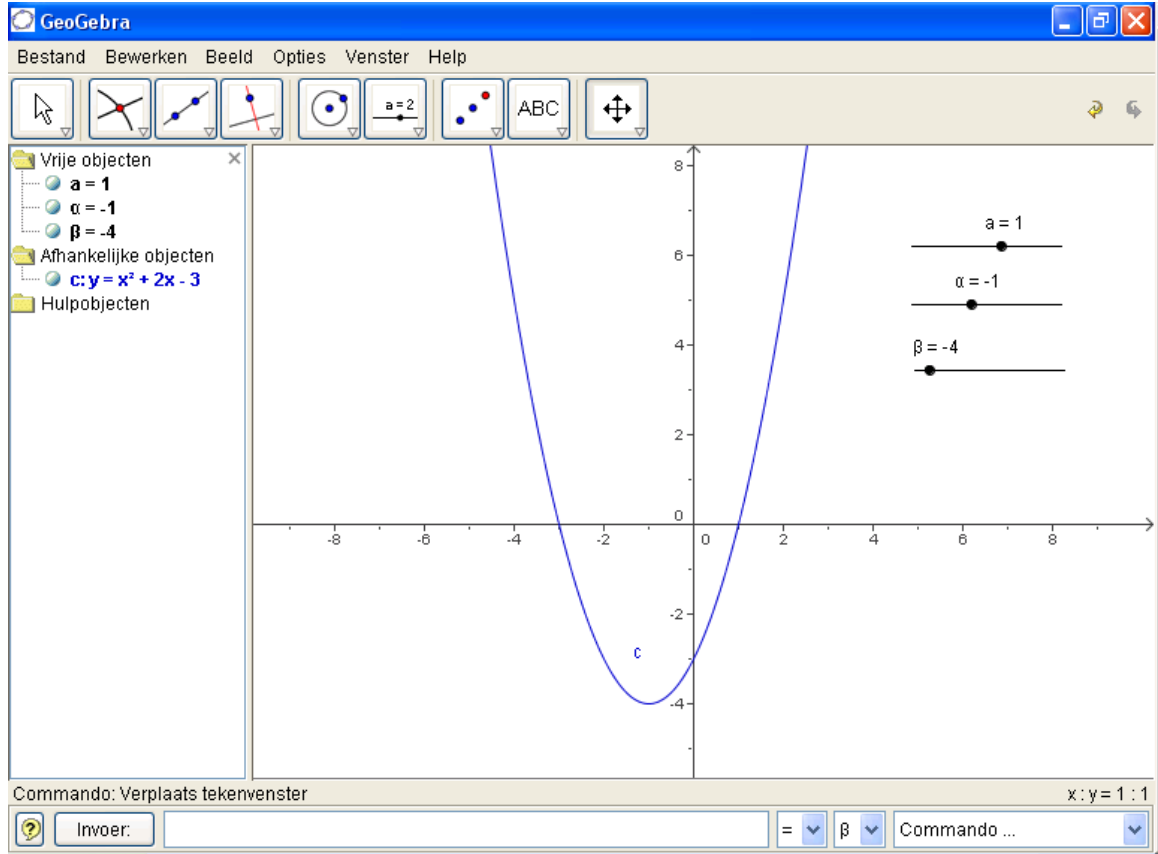 GeoGebra
Bestand Bewerken Beeld Opties Venster Help
a = 2
ABC
Vrije objecten
a = 1
α = -1
β = -4
Afhankelijke objecten
c: y = x² + 2x - 3
Hulpobjecten
a = 1
α = -1
β = -4
8
6
4
2
0
-8 -6 -4 -2 0 2 4 6 8
-2
c
-4
Commando: Verplaats tekenvenster x : y = 1 : 1
Invoer: = β Commando ...